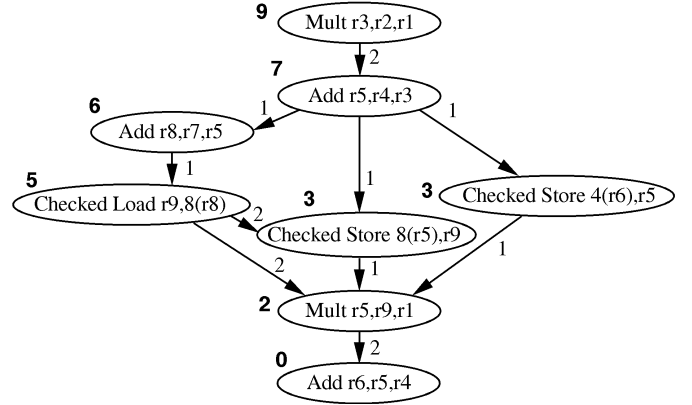 9
Mult r3,r2,r1
2
7
Add r5,r4,r3
6
1
1
Add r8,r7,r5
1
5
1
3
3
Checked Store 4(r6),r5
Checked Load r9,8(r8)
2
Checked Store 8(r5),r9
1
2
1
2
Mult r5,r9,r1
2
0
Add r6,r5,r4